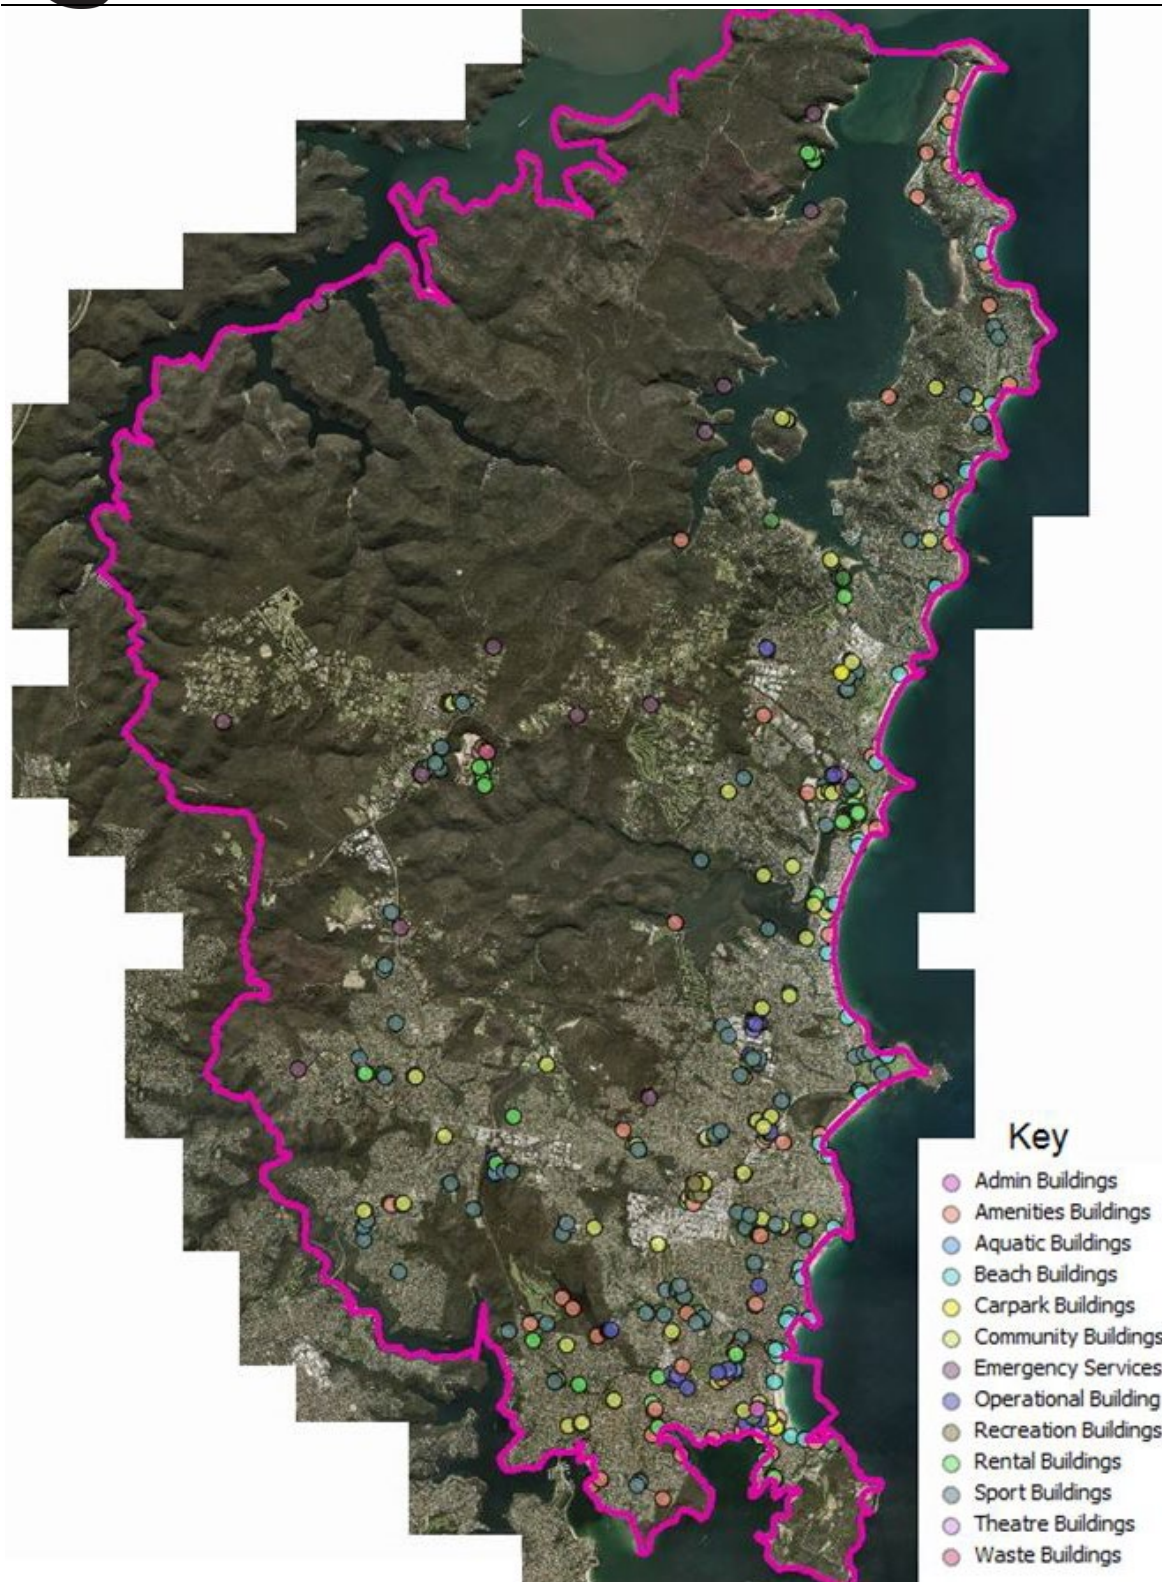 Key
Admin Buildings
Amenities Buildings
Aquatic Buildings
Beach Buildings
Carpark Buildings
Community Buildings
Emergency Services
Operational Building
Recreation Buildings
Rental Buildings
Sport Buildings
Theatre Buildings
Waste Buildings